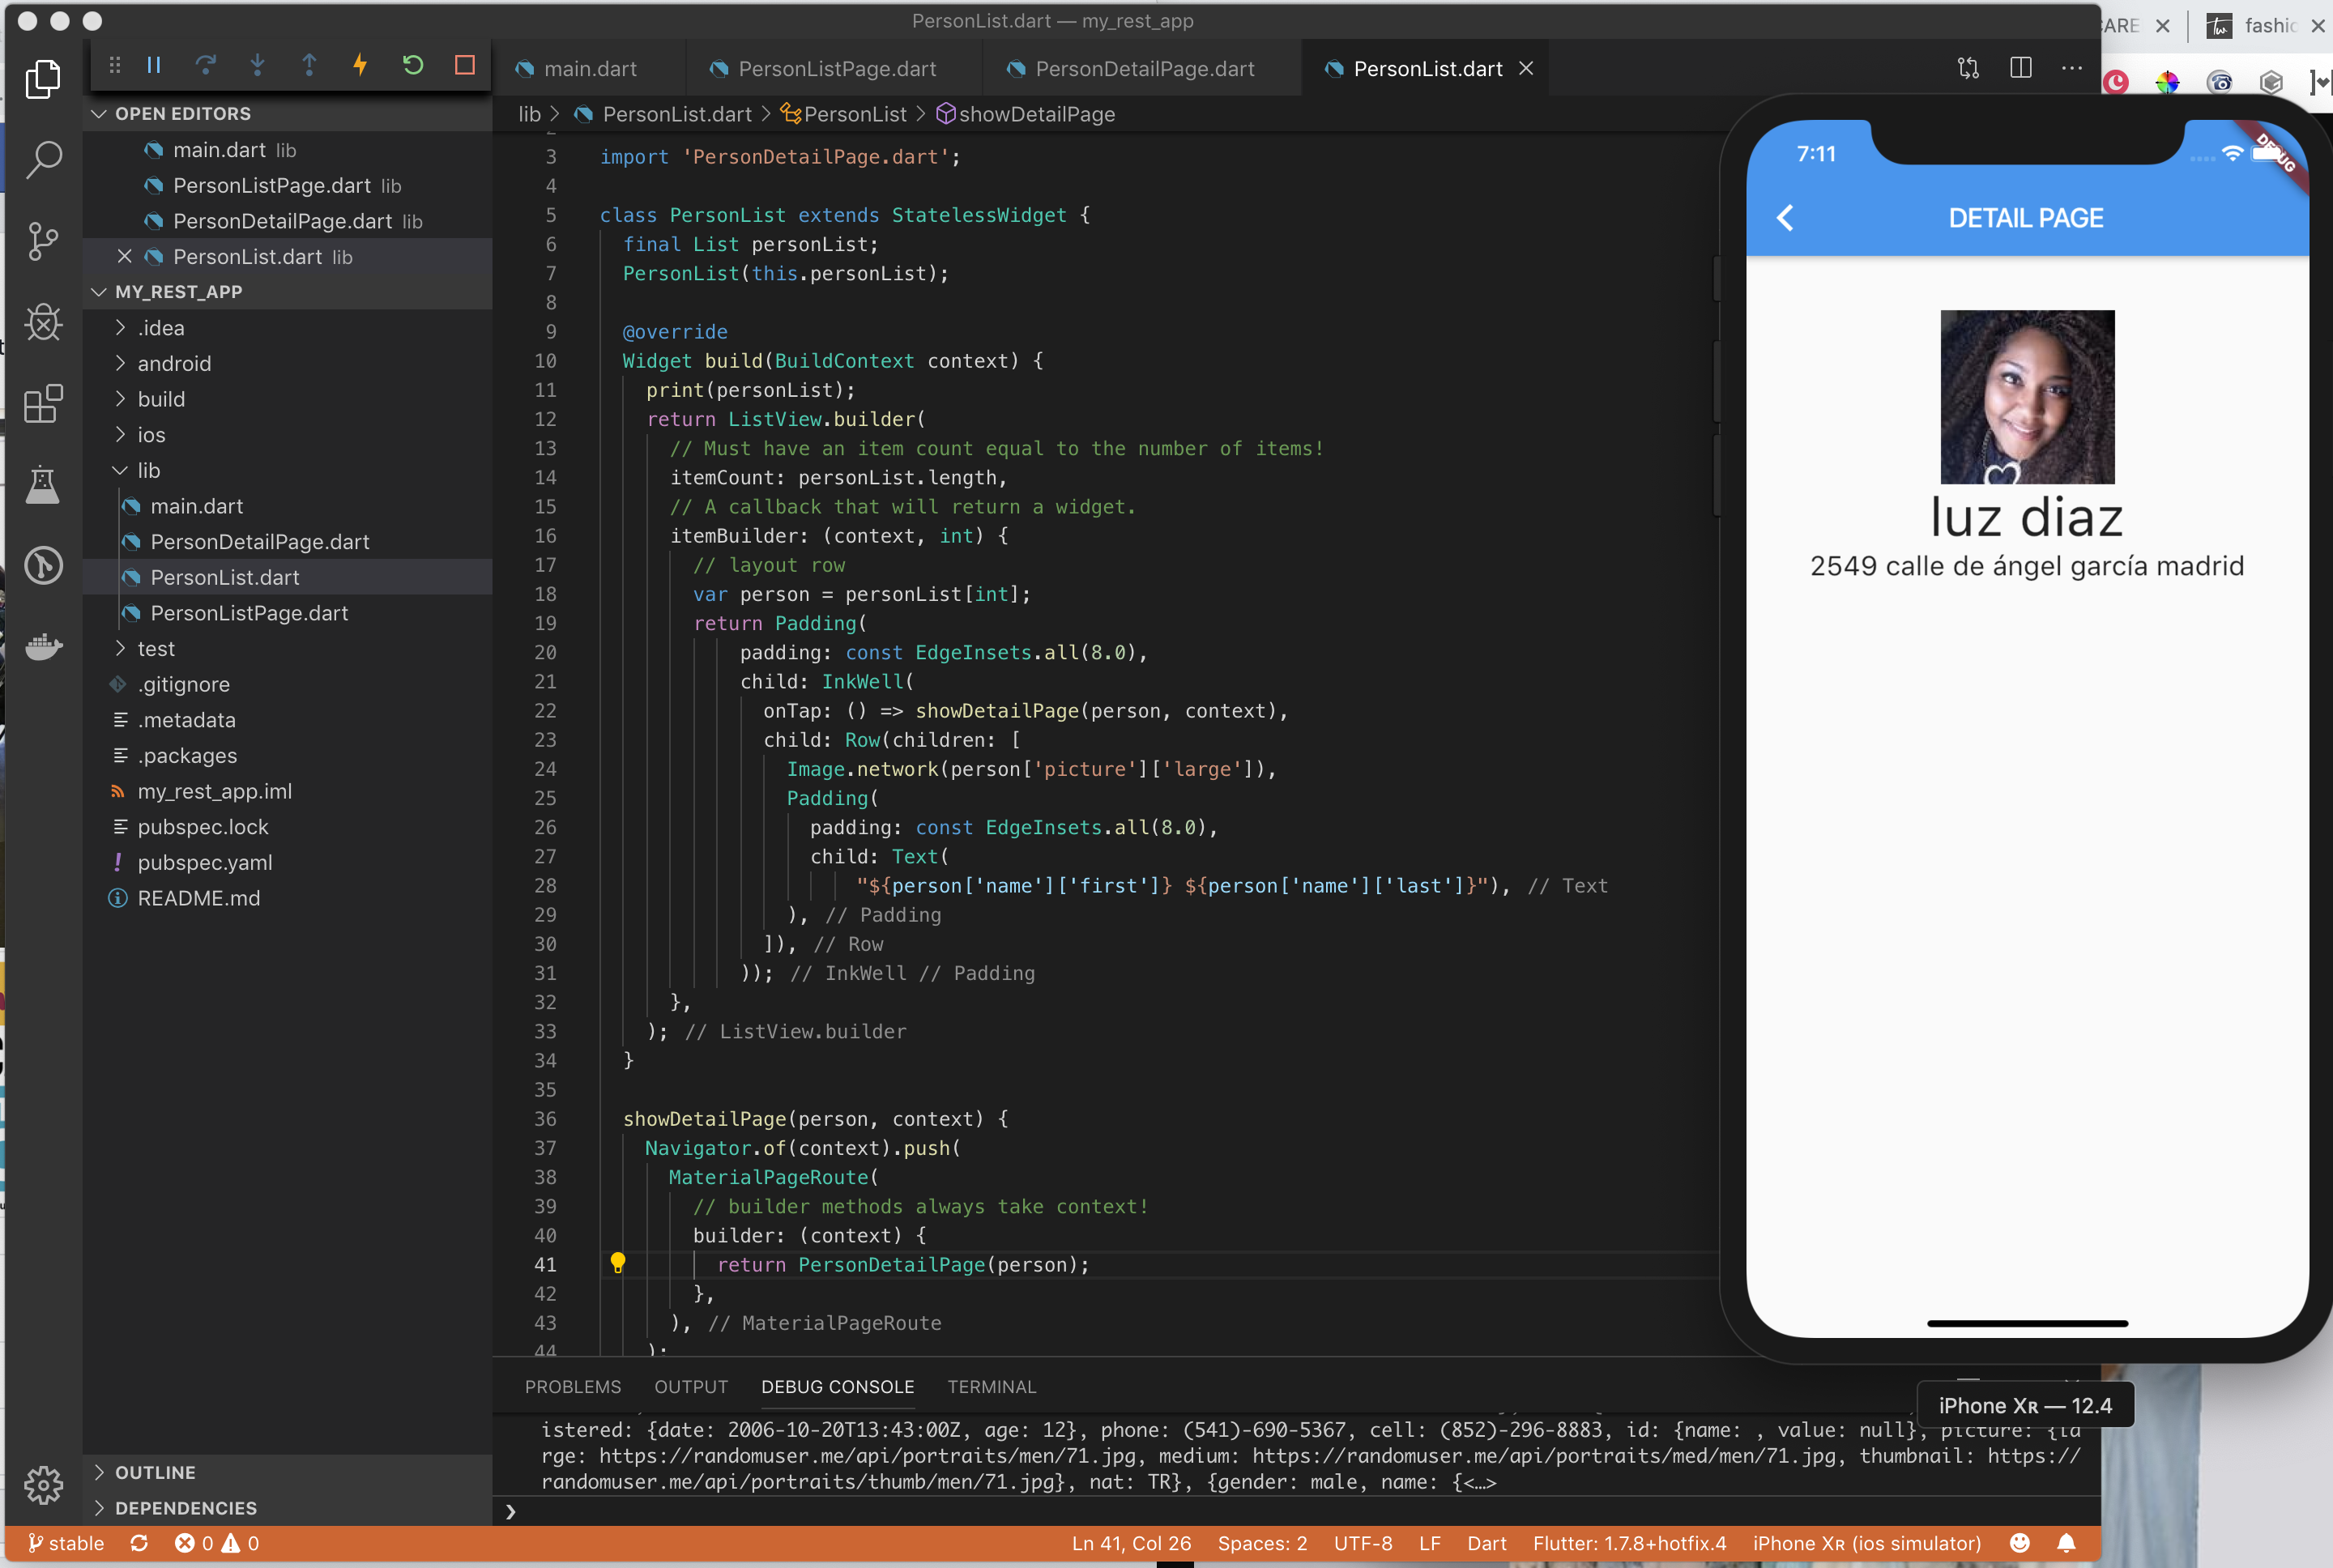 PersonList.dart — my_rest_app
ARE
fashic
main.dart
PersonListPage.dart
PersonDetailPage.dart
PersonList.dart
OPEN EDITORS
main.dart lib
PersonListPage.dart lib
PersonDetailPage.dart lib
PersonList.dart lib
MY_REST_APP
.idea
android
build
ios
lib
main.dart
PersonDetailPage.dart
PersonList.dart
PersonListPage.dart
test
.gitignore
.metadata
.packages
my_rest_app.iml
pubspec.lock
pubspec.yaml
README.md
OUTLINE
DEPENDENCIES
lib > PersonList.dart > PersonList > showDetailPage
3 import 'PersonDetailPage.dart';
4
5 class PersonList extends StatelessWidget {
6 final List personList;
7 PersonList(this.personList);
8
9 @override
10 Widget build(BuildContext context) {
11 print(personList);
12 return ListView.builder(
13 // Must have an item count equal to the number of items!
14 itemCount: personList.length,
15 // A callback that will return a widget.
16 itemBuilder: (context, int) {
17 // layout row
18 var person = personList[int];
19 return Padding(
20 padding: const EdgeInsets.all(8.0),
21 child: InkWell(
22 onTap: () => showDetailPage(person, context),
23 child: Row(children: [
24 Image.network(person['picture']['large']),
25 Padding(
26 padding: const EdgeInsets.all(8.0),
27 child: Text(
28 "${person['name']['first']} ${person['name']['last']}"), // Text
29 ), // Padding
30 ]), // Row
31 )); // InkWell // Padding
32 },
33 ); // ListView.builder
34 }
35
36 showDetailPage(person, context) {
37 Navigator.of(context).push(
38 MaterialPageRoute(
39 // builder methods always take context!
40 builder: (context) {
41 return PersonDetailPage(person);
42 },
43 ), // MaterialPageRoute
44 );
PROBLEMS OUTPUT DEBUG CONSOLE TERMINAL
istered: {date: 2006-10-20T13:43:00Z, age: 12}, phone: (541)-690-5367, cell: (852)-296-8883, id: {name: , value: null}, picture: {la
rge: https://randomuser.me/api/portraits/men/71.jpg, medium: https://randomuser.me/api/portraits/med/men/71.jpg, thumbnail: https://
randomuser.me/api/portraits/thumb/men/71.jpg}, nat: TR}, {gender: male, name: {<…>
7:11
DEBUG
DETAIL PAGE
luz diaz
2549 calle de ángel garcía madrid
iPhone Xʀ — 12.4
stable 0 0 Ln 41, Col 26 Spaces: 2 UTF-8 LF Dart Flutter: 1.7.8+hotfix.4 iPhone Xʀ (ios simulator)